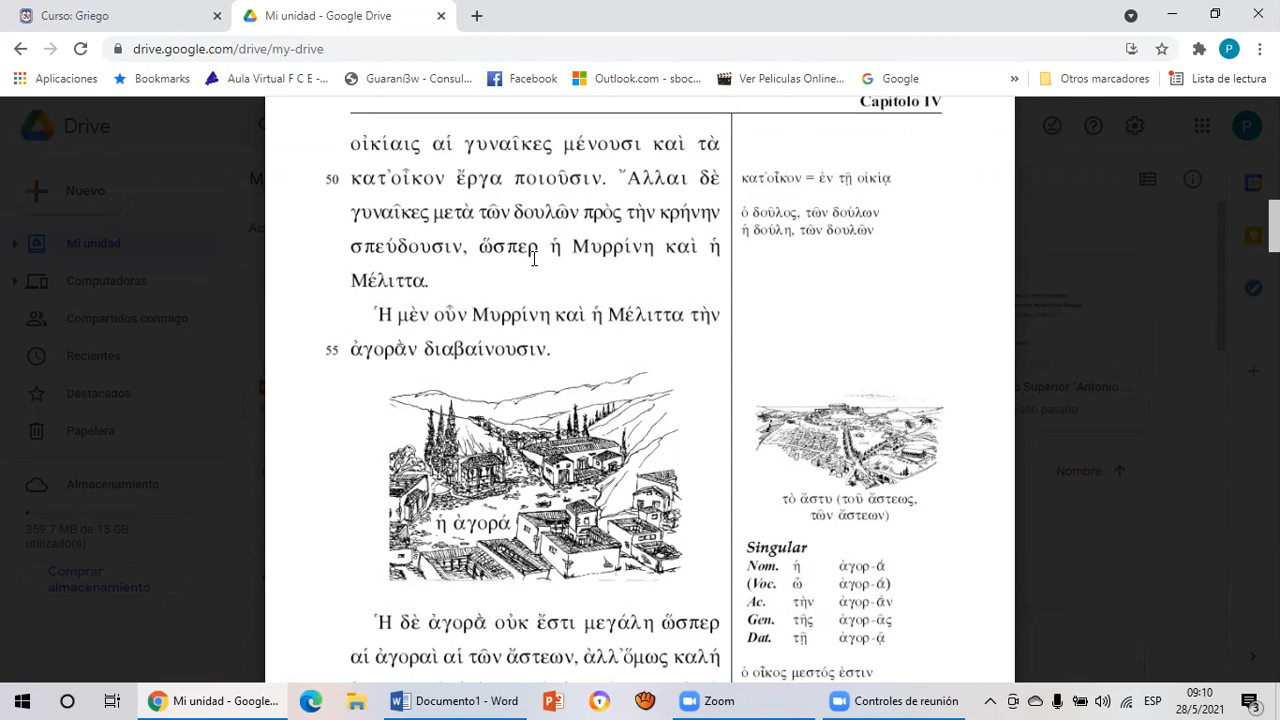 Curso: Griego
Mi unidad - Google Drive
drive.google.com/drive/my-drive
P
Aplicaciones
Bookmarks
Aula Virtual F C E -...
Guaraní3w - Consul...
Facebook
Outlook.com - sboc...
Ver Peliculas Online...
Google
»
Otros marcadores
Lista de lectura
Drive
P
Nuevo
Mi unidad
Computadoras
Compartidos conmigo
Recientes
Destacados
Papelera
Almacenamiento
359.7 MB de 15 GB
utilizado(s)
Comprar
almacenamiento
Capítolo IV
οἰκίαις αἱ γυναῖκες μένουσι καὶ τὰ
50 κατ᾽οἶκον ἔργα ποιοῦσιν. Ἄλλαι δὲ
γυναῖκες μετὰ τῶν δουλῶν πρὸς τὴν κρήνην
σπεύδουσιν, ὥσπερ ἡ Μυρρίνη καὶ ἡ
Μέλιττα.
Ἡ μὲν οὖν Μυρρίνη καὶ ἡ Μέλιττα τὴν
55 ἀγορὰν διαβαίνουσιν.
ἡ ἀγορά
Ἡ δὲ ἀγορὰ οὐκ ἔστι μεγάλη ὥσπερ
αἱ ἀγοραὶ αἱ τῶν ἄστεων, ἀλλ᾽ὅμως καλή
κατ᾽οἶκον = ἐν τῇ οἰκίᾳ
ὁ δοῦλος, τῶν δούλων
ἡ δούλη, τῶν δουλῶν
τὸ ἄστυ (τοῦ ἄστεως,
τῶν ἄστεων)
Singular
Nom. ἡ ἀγορ-ά
(Voc. ὦ ἀγορ-ά)
Ac. τὴν ἀγορ-άν
Gen. τῆς ἀγορ-ᾶς
Dat. τῇ ἀγορ-ᾷ
ὁ οἶκος μεστός ἐστιν
Superior "Antonio...
año pasado
Nombre
Mi unidad - Google...
Documento1 - Word
Zoom
Controles de reunión
ESP
09:10
28/5/2021
3